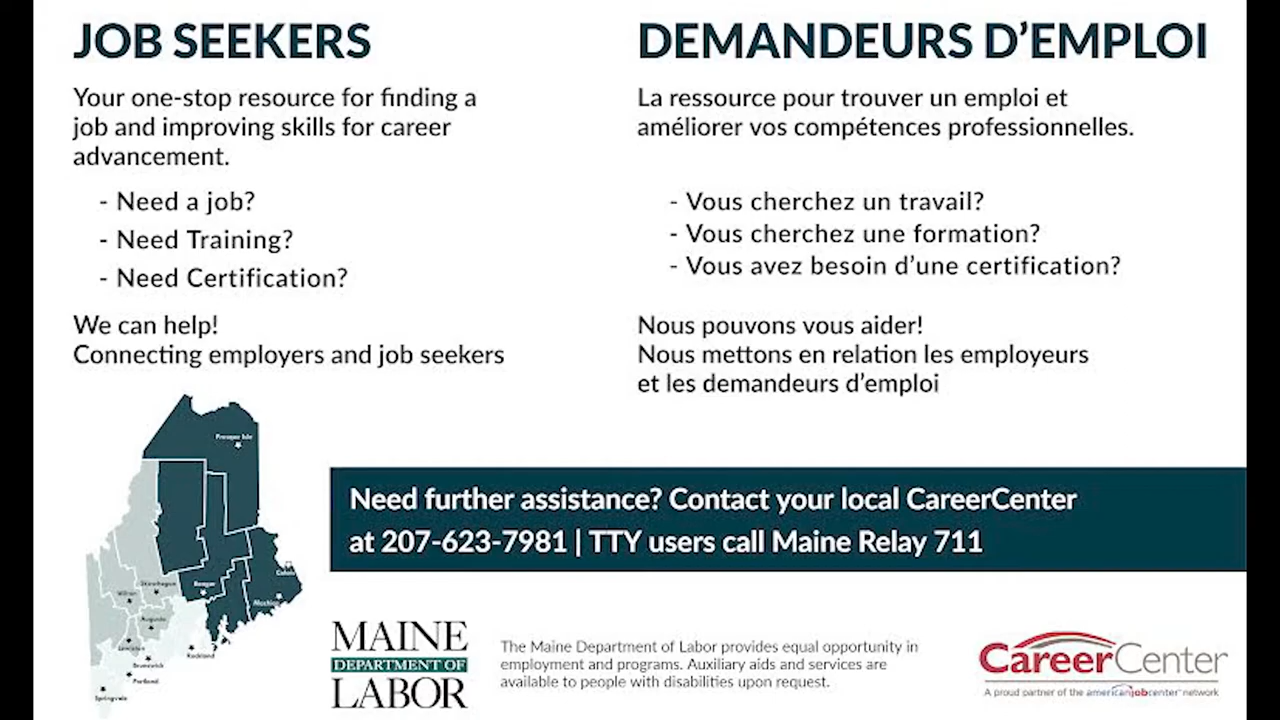 JOB SEEKERS
Your one-stop resource for finding a
job and improving skills for career
advancement.
- Need a job?
- Need Training?
- Need Certification?
We can help!
Connecting employers and job seekers
DEMANDEURS D’EMPLOI
La ressource pour trouver un emploi et
améliorer vos compétences professionnelles.
- Vous cherchez un travail?
- Vous cherchez une formation?
- Vous avez besoin d’une certification?
Nous pouvons vous aider!
Nous mettons en relation les employeurs
et les demandeurs d’emploi
Presque Isle
Calais
Skowhegan
Bangor
Wilton
Machias
Augusta
Lewiston
Rockland
Brunswick
Portland
Springvale
Need further assistance? Contact your local CareerCenter
at 207-623-7981 | TTY users call Maine Relay 711
MAINE
DEPARTMENT OF
LABOR
The Maine Department of Labor provides equal opportunity in
employment and programs. Auxiliary aids and services are
available to people with disabilities upon request.
CareerCenter
A proud partner of the americanjobcenter™ network